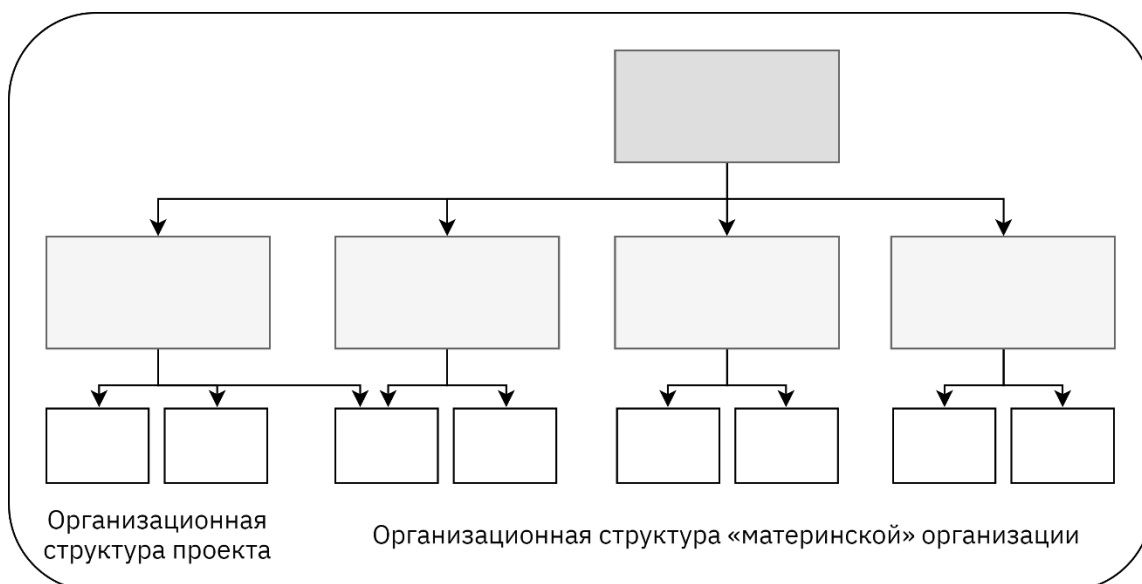 Организационная
структура проекта
Организационная структура «материнской» организации